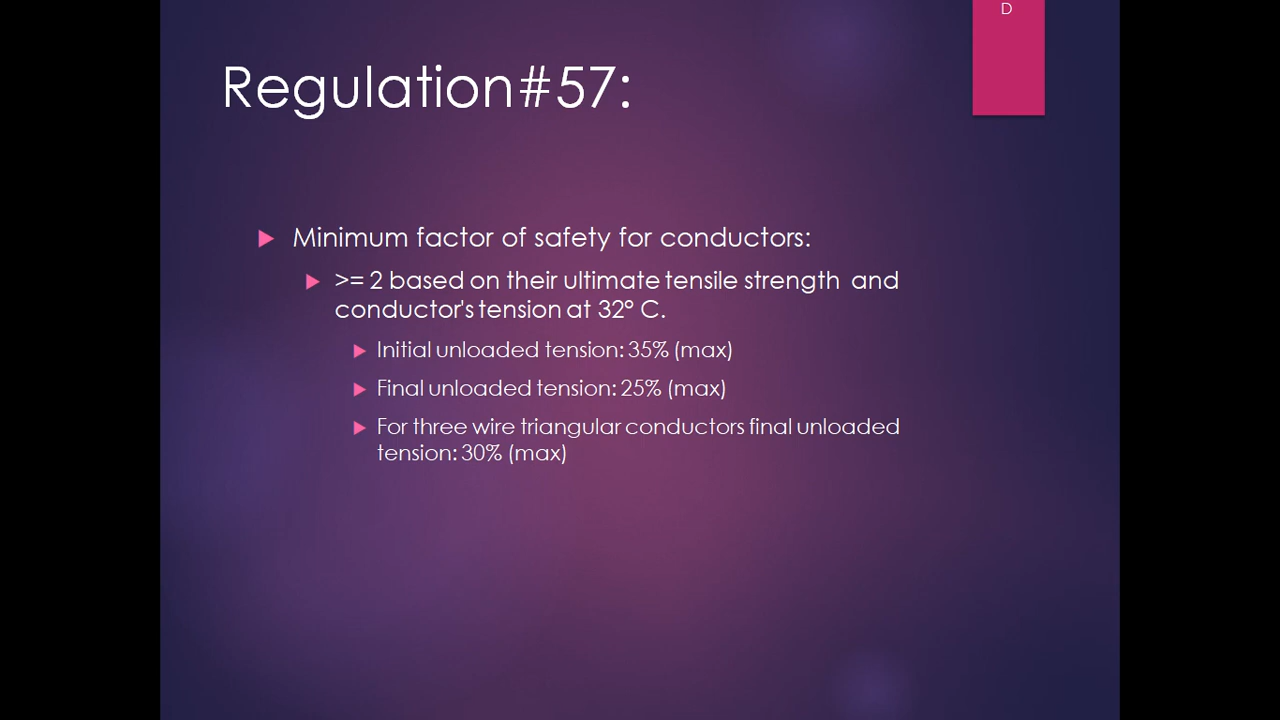 D
Regulation#57:
Minimum factor of safety for conductors:
>= 2 based on their ultimate tensile strength and
conductor's tension at 32° C.
Initial unloaded tension: 35% (max)
Final unloaded tension: 25% (max)
For three wire triangular conductors final unloaded
tension: 30% (max)